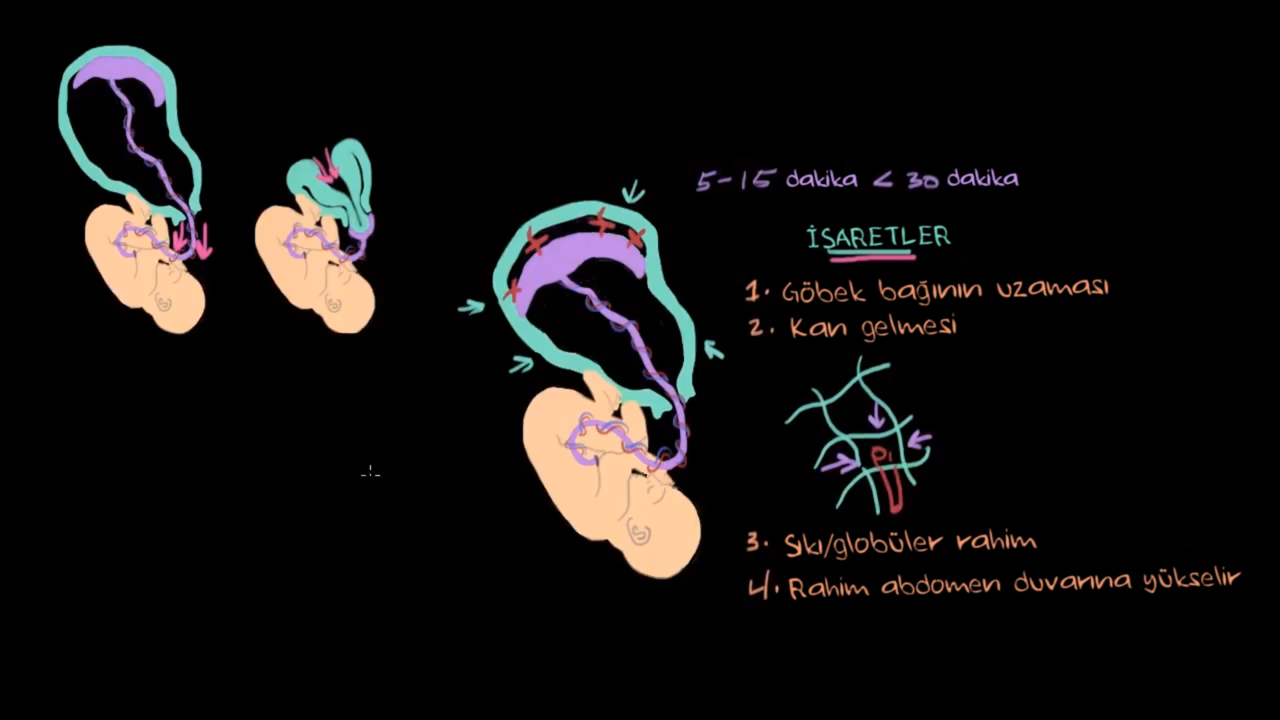 5-15 dakika < 30 dakika
İŞARETLER
1. Göbek bağının uzaması
2. Kan gelmesi
3. Sıkı/globüler rahim
4. Rahim abdomen duvarına yükselir